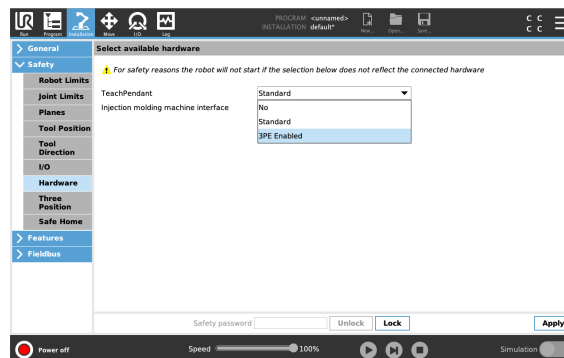 UR
Run
Program
Installation
Move
I/O
Log
PROGRAM <unnamed>
INSTALLATION default*
New...
Open...
Save...
C C
C C
General
Safety
Robot Limits
Joint Limits
Planes
Tool Position
Tool
Direction
I/O
Hardware
Three
Position
Safe Home
Features
Fieldbus
Select available hardware
For safety reasons the robot will not start if the selection below does not reflect the connected hardware
TeachPendant
Standard
Injection molding machine interface
No
Standard
3PE Enabled
Safety password
Unlock
Lock
Apply
Power off
Speed
100%
Simulation